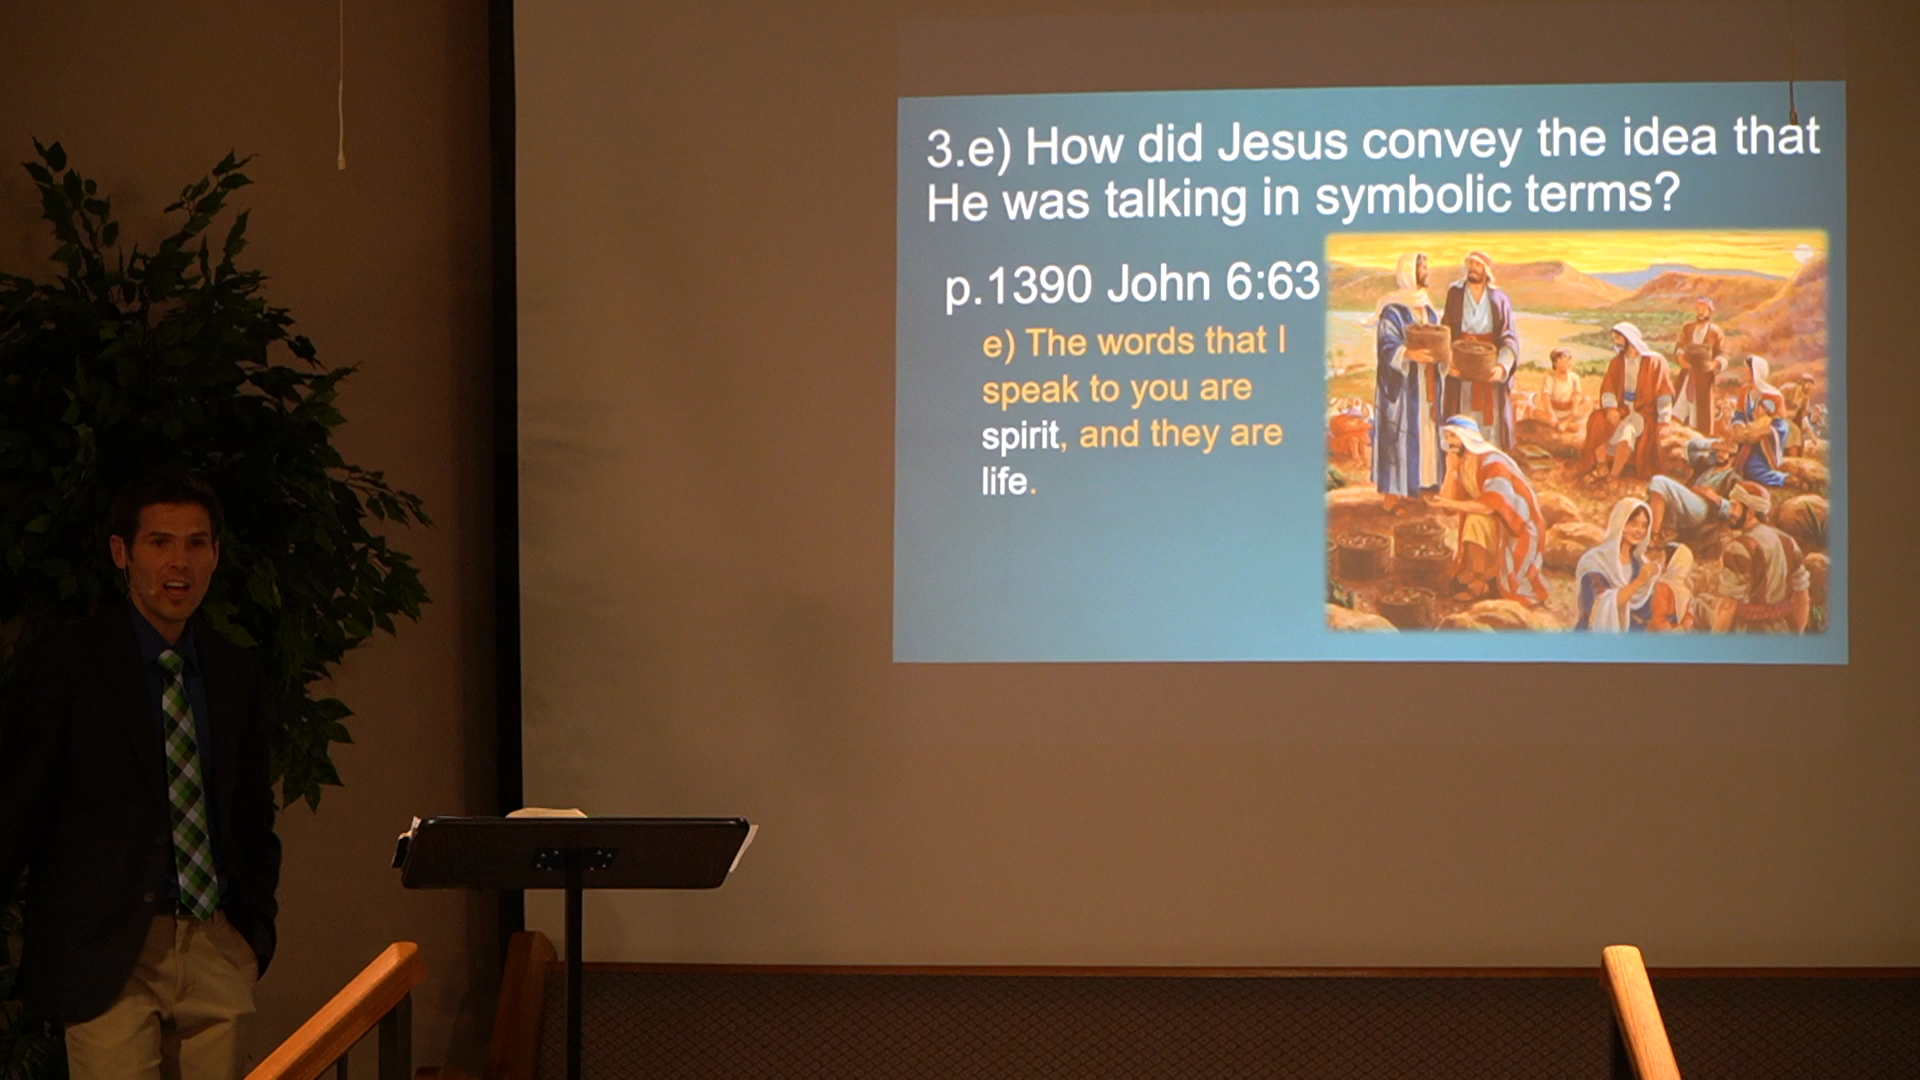 3.e) How did Jesus convey the idea that
He was talking in symbolic terms?
p.1390 John 6:63
e) The words that I
speak to you are
spirit, and they are
life.